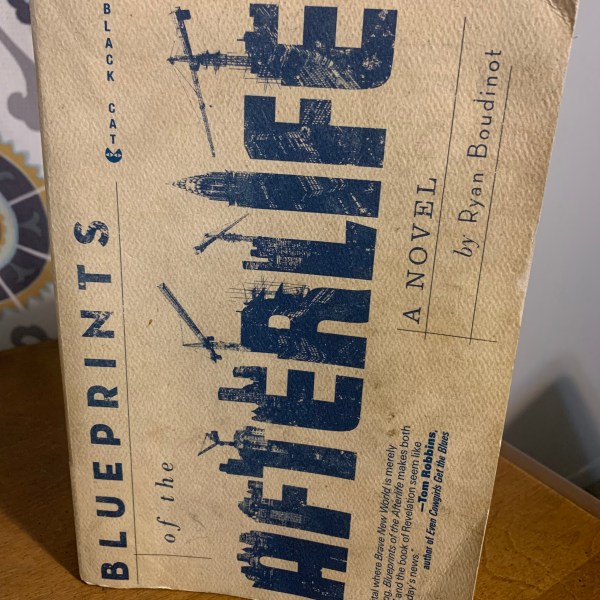 BLACK CAT
BLUEPRINTS
of the
AFTERLIFE
A NOVEL
by Ryan Boudinot
tal where Brave New World is merely
g. Blueprints of the Afterlife makes both
and the book of Revelation seem like
day's news."
—Tom Robbins,
author of Even Cowgirls Get the Blues